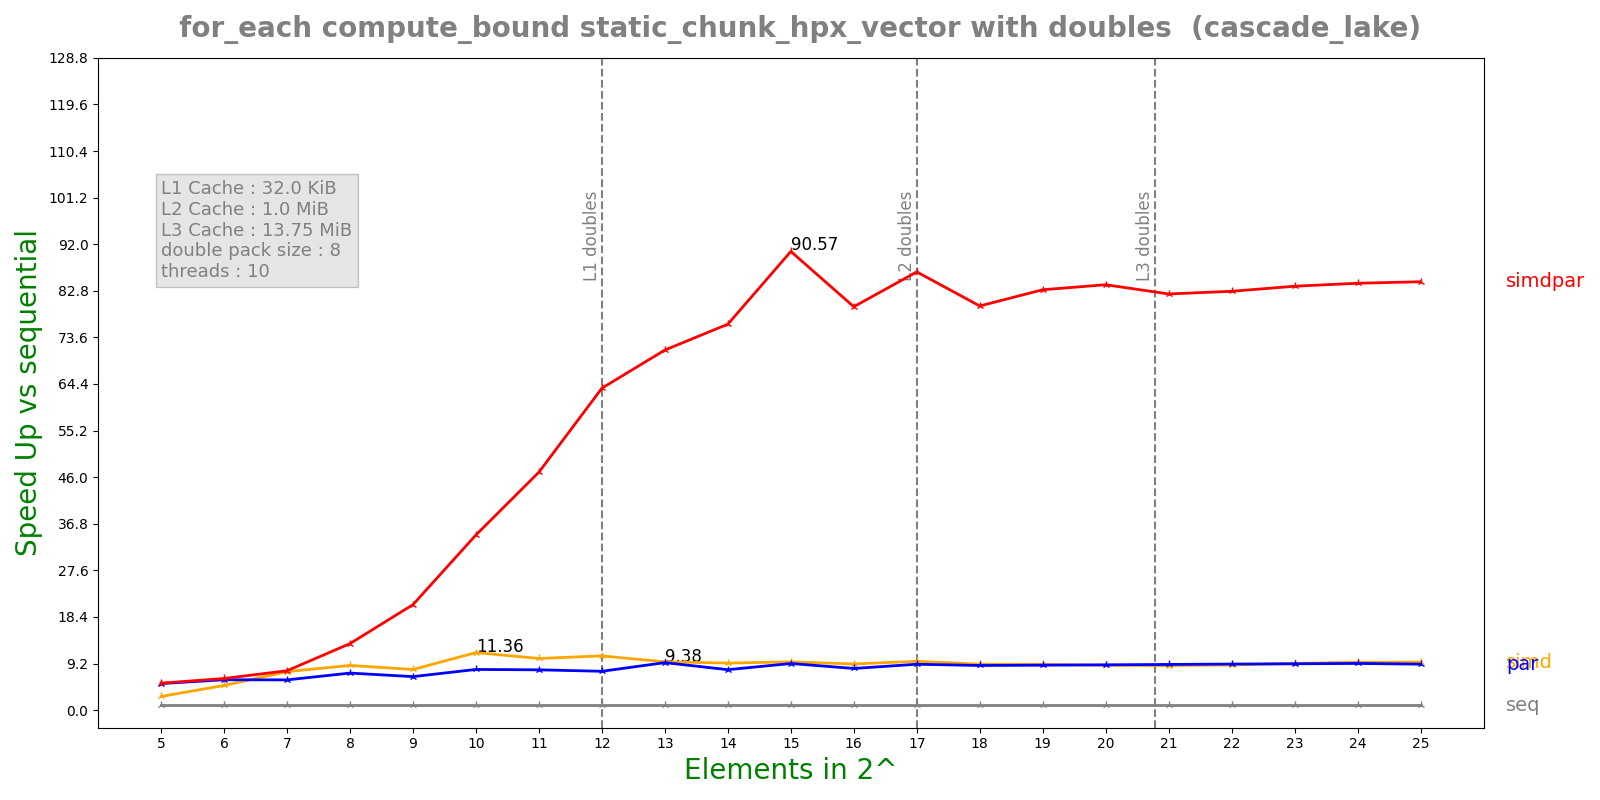 for_each compute_bound static_chunk_hpx_vector with doubles (cascade_lake)
Speed Up vs sequential
128.8
119.6
110.4
101.2
92.0
82.8
73.6
64.4
55.2
46.0
36.8
27.6
18.4
9.2
0.0
L1 Cache : 32.0 KiB
L2 Cache : 1.0 MiB
L3 Cache : 13.75 MiB
double pack size : 8
threads : 10
L1 doubles
L2 doubles
L3 doubles
90.57
11.36
9.38
simdpar
simd
par
seq
5 6 7 8 9 10 11 12 13 14 15 16 17 18 19 20 21 22 23 24 25
Elements in 2^